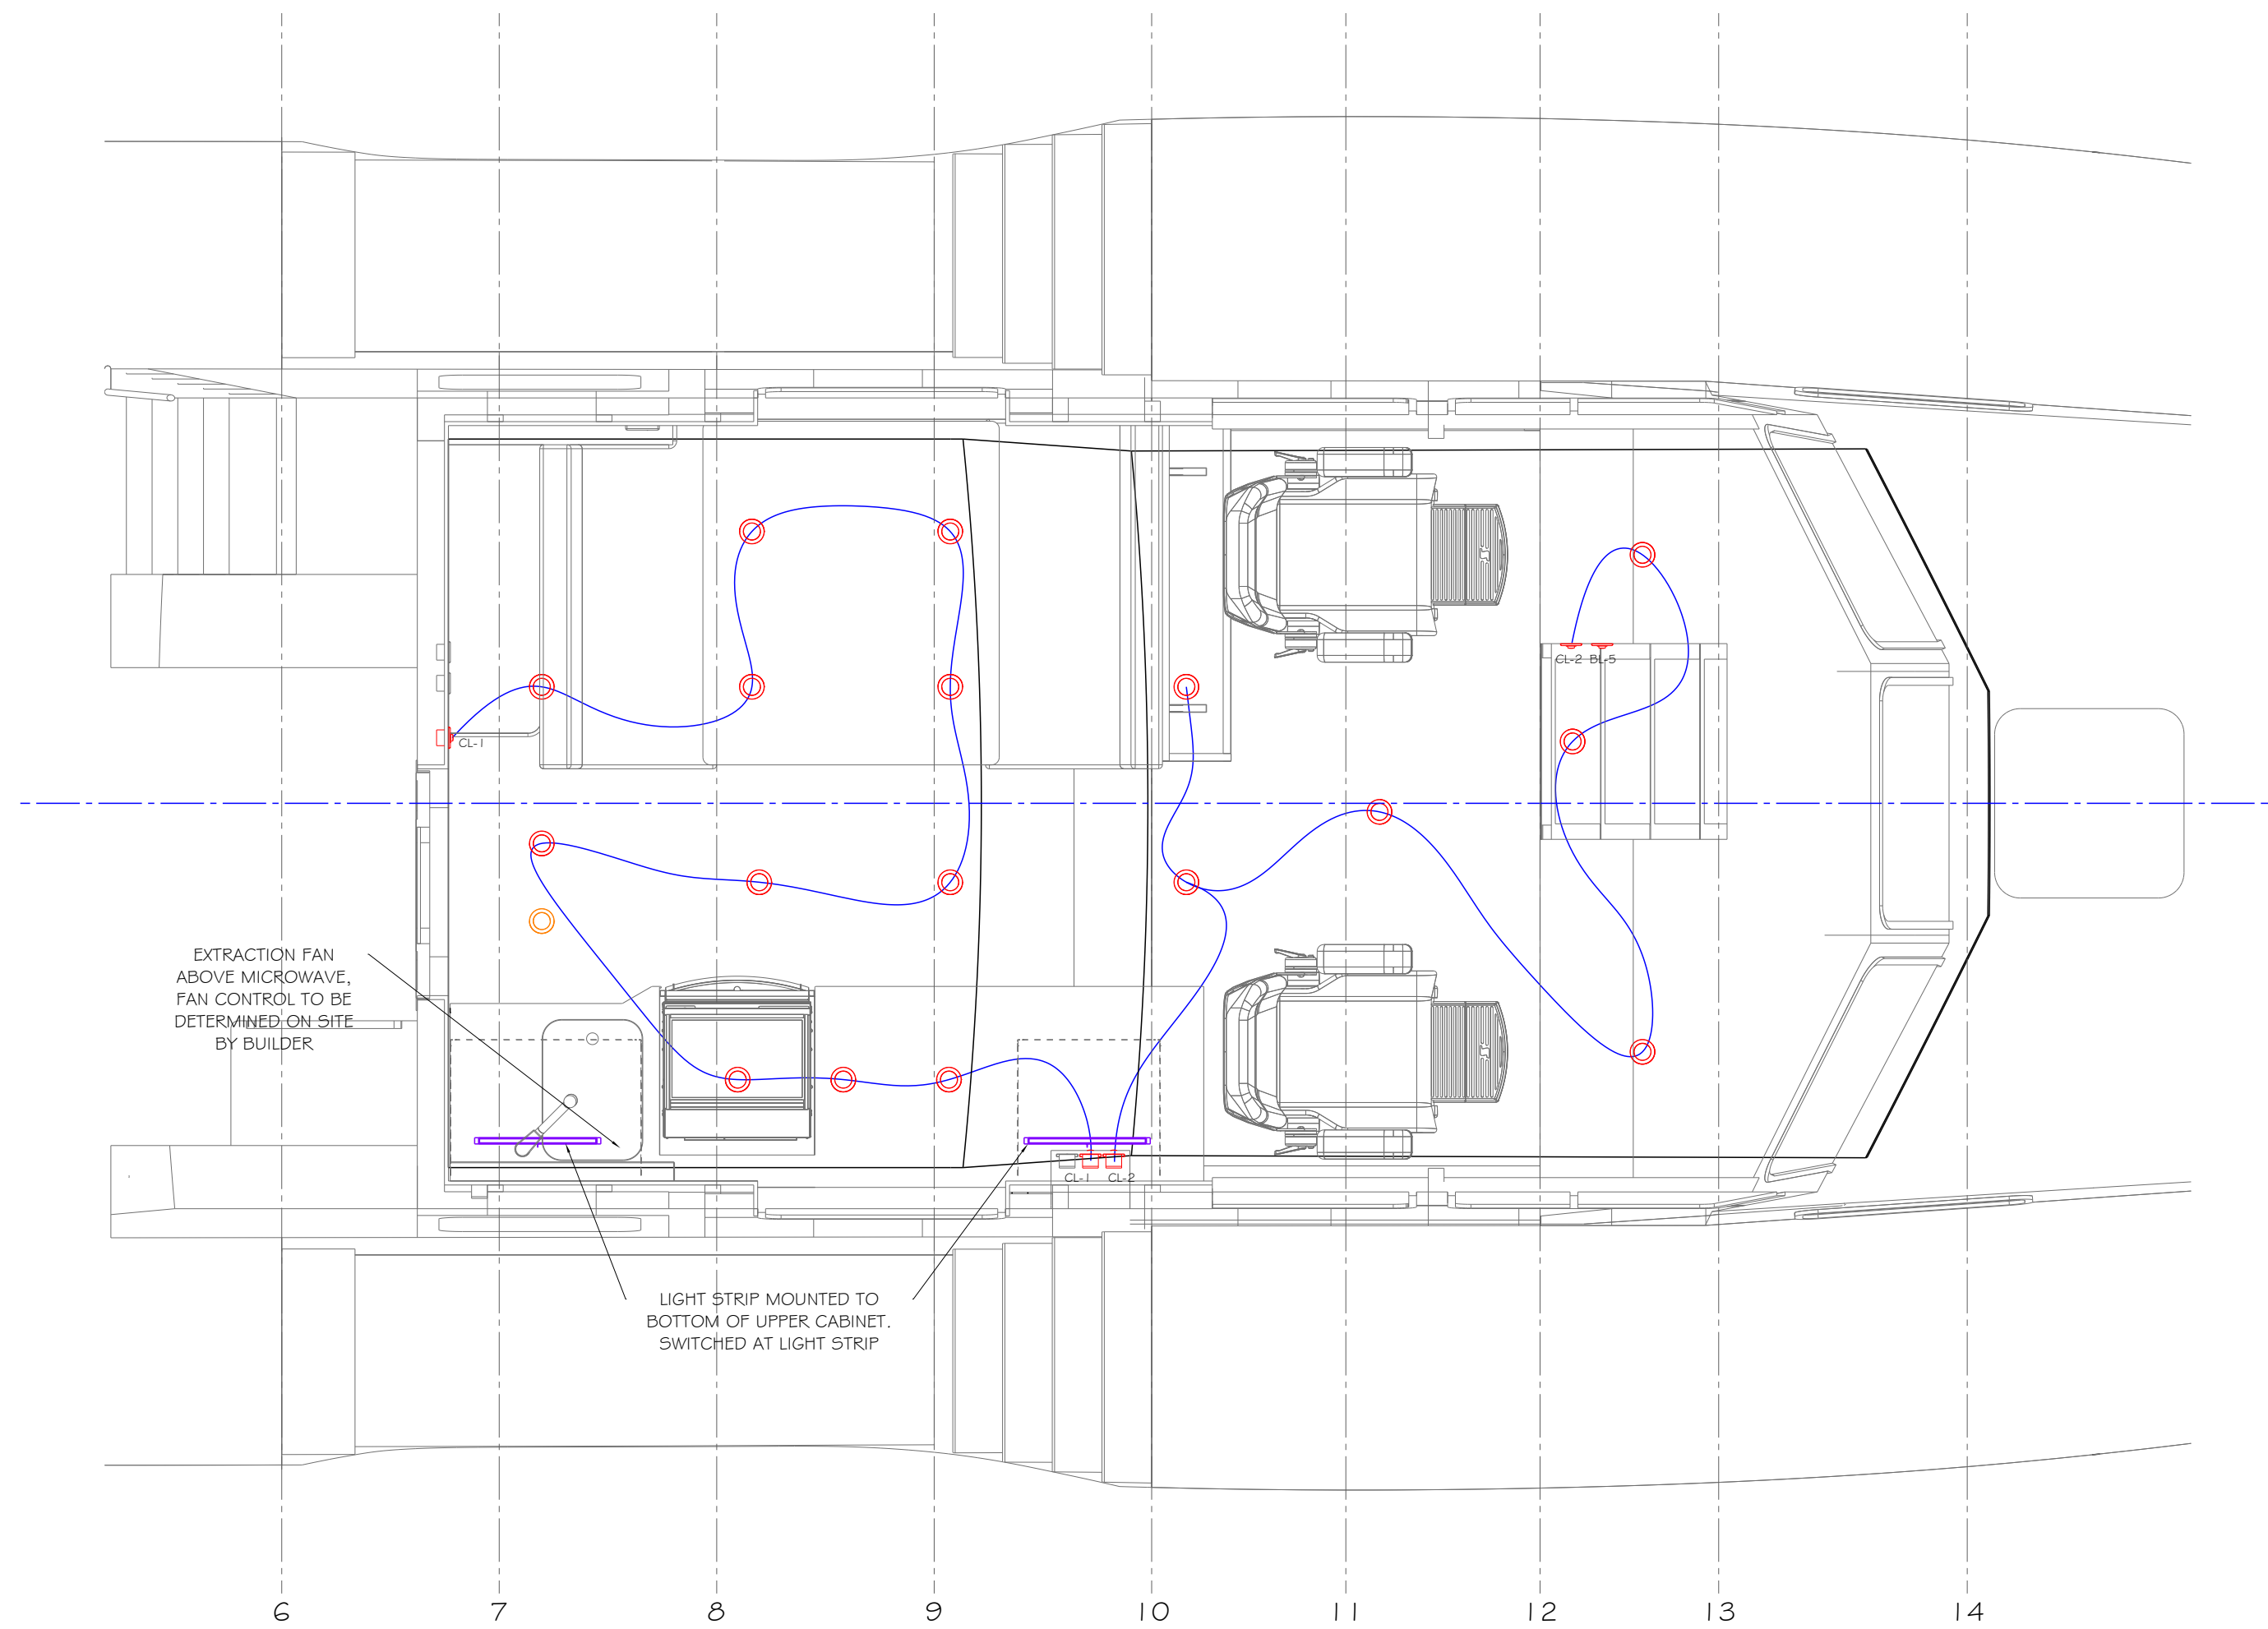 CL-2 BL-5
CL-1
EXTRACTION FAN
ABOVE MICROWAVE,
FAN CONTROL TO BE
DETERMINED ON SITE
BY BUILDER
CL-1 CL-2
LIGHT STRIP MOUNTED TO
BOTTOM OF UPPER CABINET.
SWITCHED AT LIGHT STRIP
6 7 8 9 10 11 12 13 14